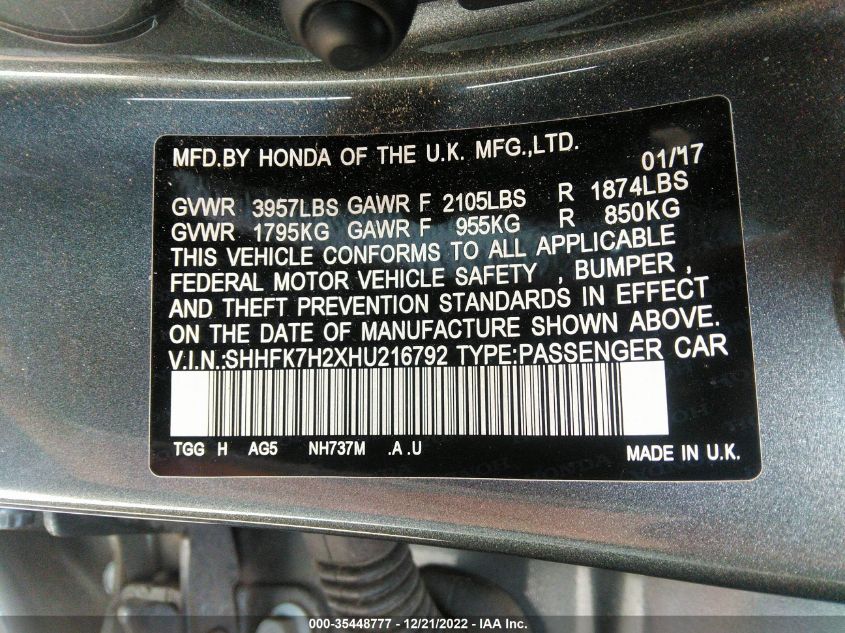 MFD.BY HONDA OF THE U.K. MFG.,LTD. 01/17
GVWR 3957LBS GAWR F 2105LBS R 1874LBS
GVWR 1795KG GAWR F 955KG R 850KG
THIS VEHICLE CONFORMS TO ALL APPLICABLE
FEDERAL MOTOR VEHICLE SAFETY , BUMPER ,
AND THEFT PREVENTION STANDARDS IN EFFECT
ON THE DATE OF MANUFACTURE SHOWN ABOVE.
V.I.N.:SHHFK7H2XHU216792 TYPE:PASSENGER CAR
TGG H AG5 NH737M .A .U MADE IN U.K.
000-35448777 - 12/21/2022 - IAA Inc.